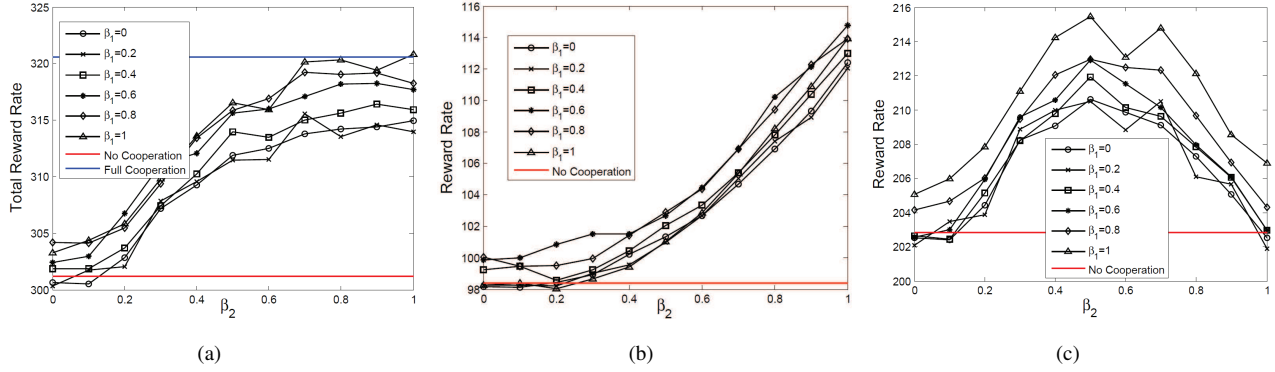 325
320
315
310
305
300
Total Reward Rate
β1=0
β1=0.2
β1=0.4
β1=0.6
β1=0.8
β1=1
No Cooperation
Full Cooperation
0 0.2 0.4 0.6 0.8 1
β2
(a)
116
114
112
110
108
106
104
102
100
98
Reward Rate
β1=0
β1=0.2
β1=0.4
β1=0.6
β1=0.8
β1=1
No Cooperation
0 0.2 0.4 0.6 0.8 1
β2
(b)
216
214
212
210
208
206
204
202
200
Reward Rate
β1=0
β1=0.2
β1=0.4
β1=0.6
β1=0.8
β1=1
No Cooperation
0 0.2 0.4 0.6 0.8 1
β2
(c)